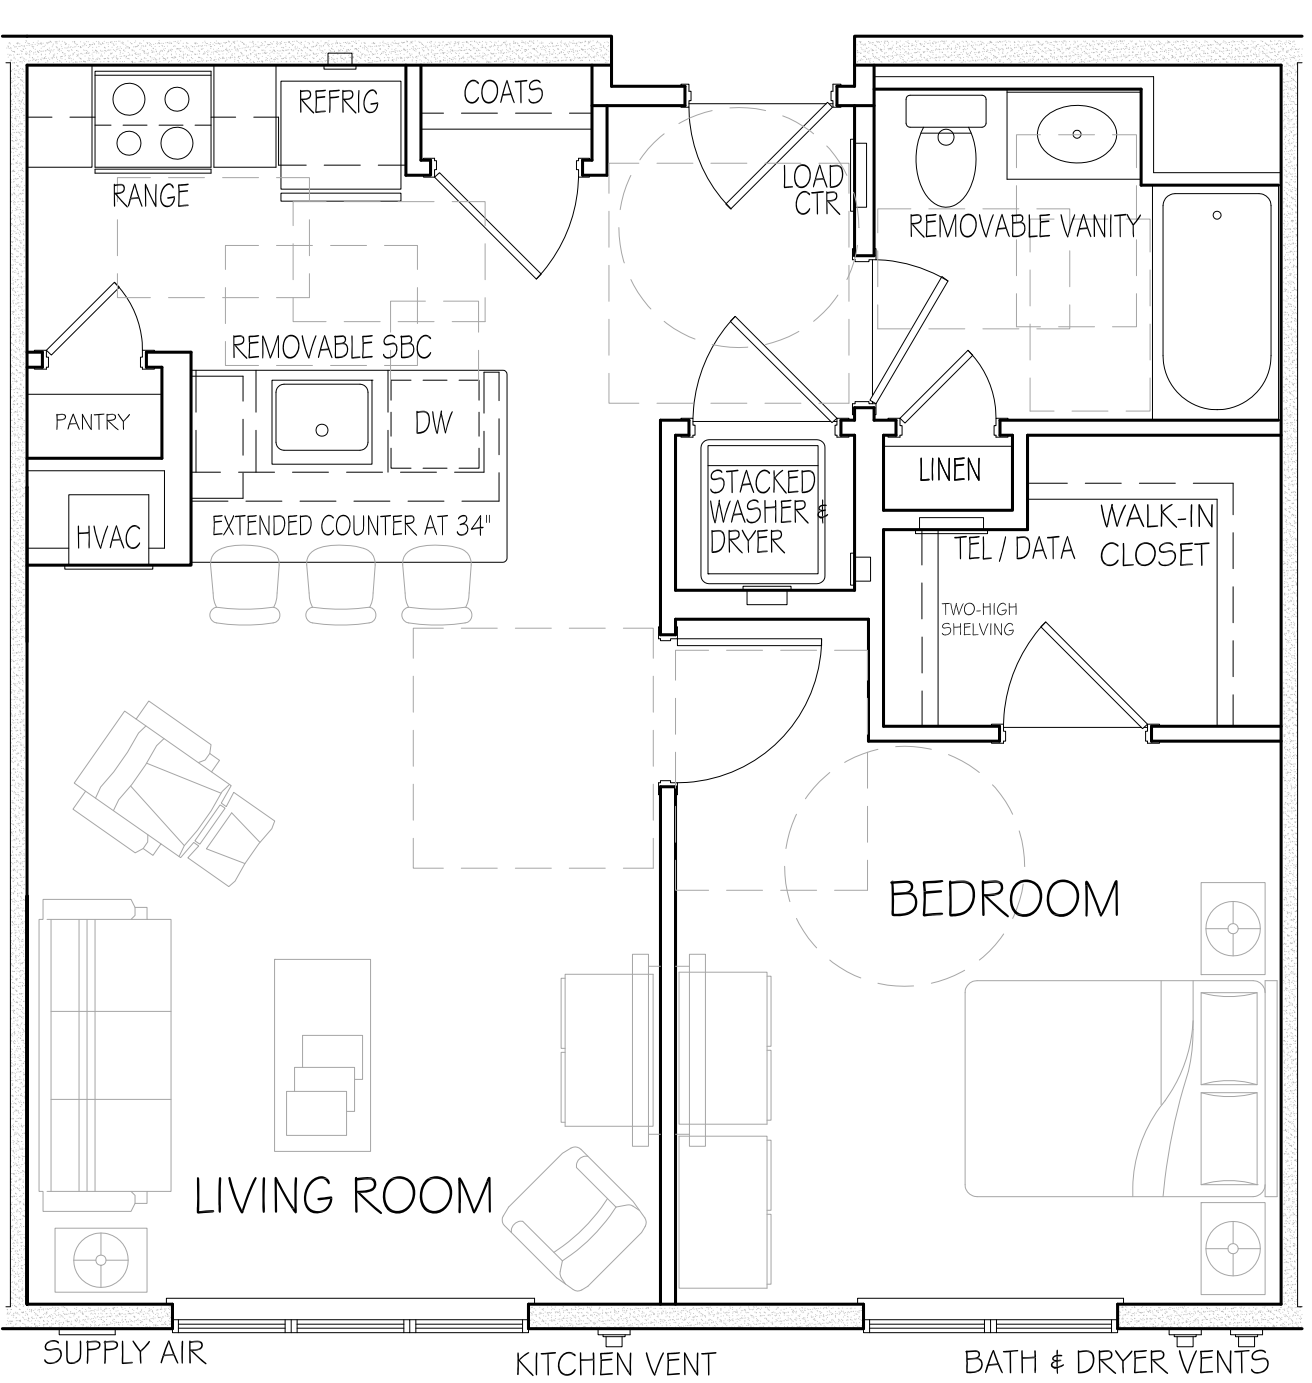 COATS
REFRIG
RANGE
LOAD
CTR
REMOVABLE VANITY
REMOVABLE SBC
PANTRY
DW
LINEN
STACKED
WASHER &
DRYER
WALK-IN
CLOSET
EXTENDED COUNTER AT 34"
HVAC
TEL / DATA
TWO-HIGH
SHELVING
BEDROOM
LIVING ROOM
SUPPLY AIR
KITCHEN VENT
BATH & DRYER VENTS